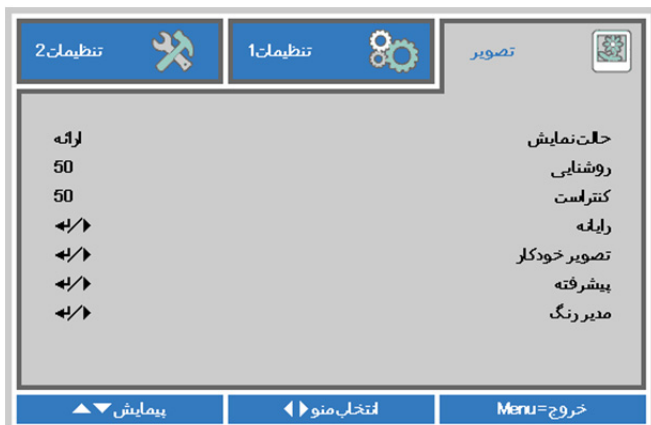 تصویر
تنظیمات1
تنظیمات2
حالت نمایش ارائه
روشنایی 50
کنتراست 50
رایانه
تصویر خودکار
پیشرفته
مدیر رنگ
خروج=Menu
انتخاب منو
پیمایش